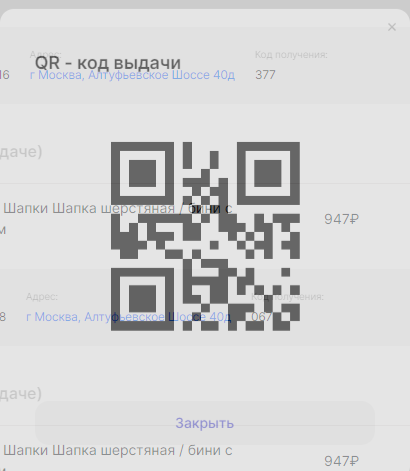 ×
Адрес:
Код получения:
QR - код выдачи
16
г Москва, Алтуфьевское Шоссе 40д
377
даче)
Шапки Шапка шерстяная / бини с
947₽
м
Адрес:
Код получения:
8
г Москва, Алтуфьевское Шоссе 40д
067
даче)
Закрыть
Шапки Шапка шерстяная / бини с
947₽